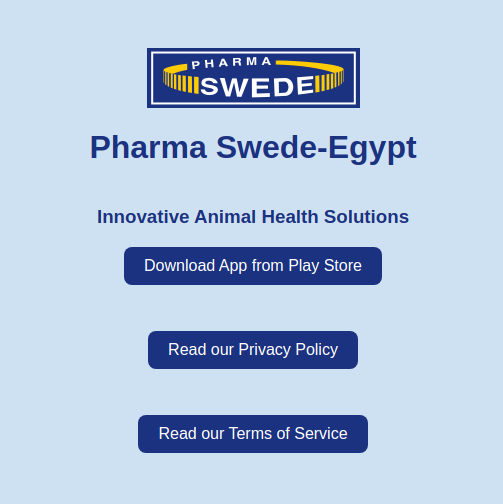 PHARMA
SWEDE
Pharma Swede-Egypt
Innovative Animal Health Solutions
Download App from Play Store
Read our Privacy Policy
Read our Terms of Service